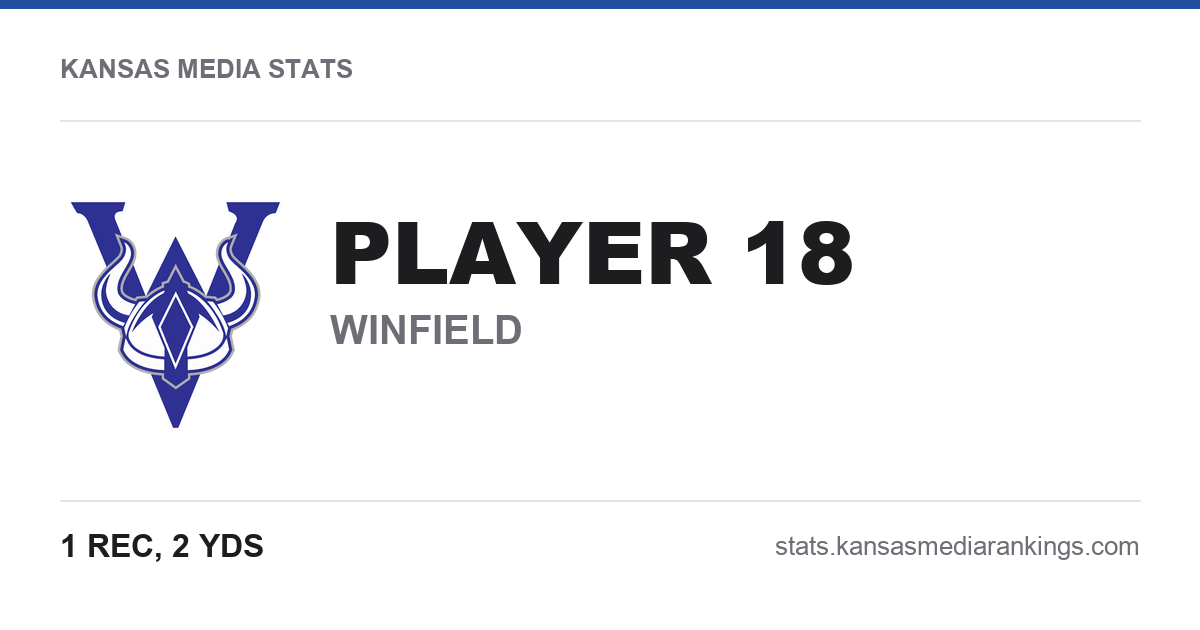 KANSAS MEDIA STATS
PLAYER 18
WINFIELD
1 REC, 2 YDS
stats.kansasmediarankings.com